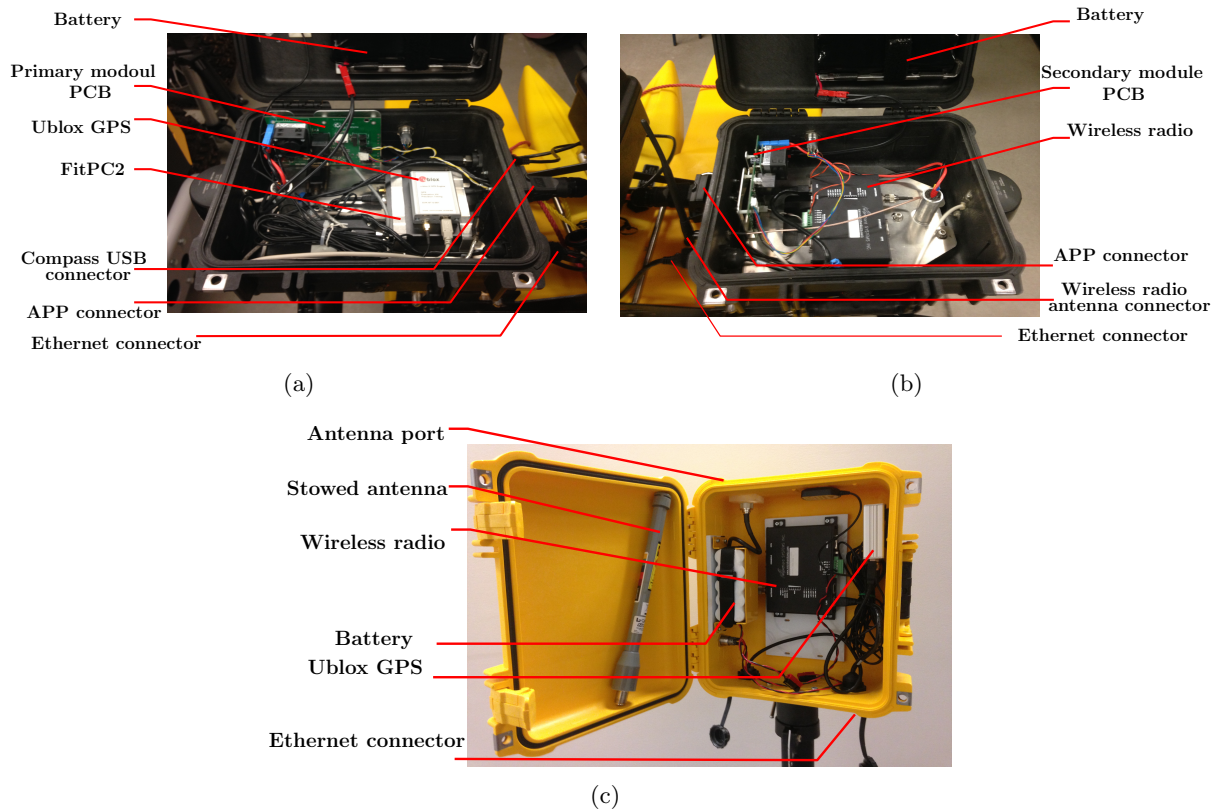 Battery
Primary modoul
PCB
Ublox GPS
FitPC2
Compass USB
connector
APP connector
Ethernet connector
(a)
Battery
Secondary module
PCB
Wireless radio
APP connector
Wireless radio
antenna connector
Ethernet connector
(b)
Antenna port
Stowed antenna
Wireless radio
Battery
Ublox GPS
Ethernet connector
(c)